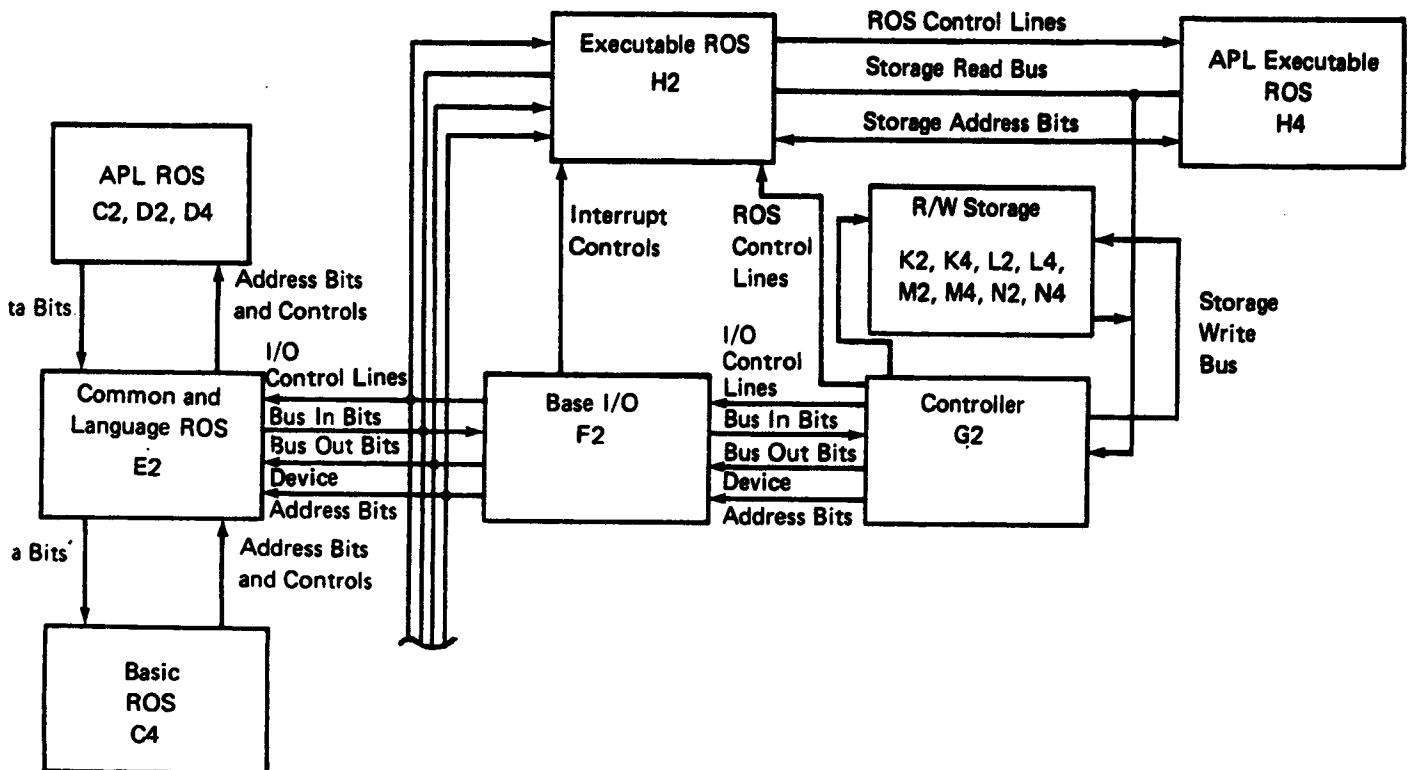 Executable ROS
H2
ROS Control Lines
Storage Read Bus
Storage Address Bits
APL Executable
ROS
H4
APL ROS
C2, D2, D4
Interrupt
Controls
ROS
Control
Lines
R/W Storage
K2, K4, L2, L4,
M2, M4, N2, N4
Storage
Write
Bus
ta Bits
Address Bits
and Controls
I/O
Control Lines
Bus In Bits
Bus Out Bits
Device
Address Bits
Common and
Language ROS
E2
Base I/O
F2
I/O
Control
Lines
Bus In Bits
Bus Out Bits
Device
Address Bits
Controller
G2
a Bits
Address Bits
and Controls
Basic
ROS
C4